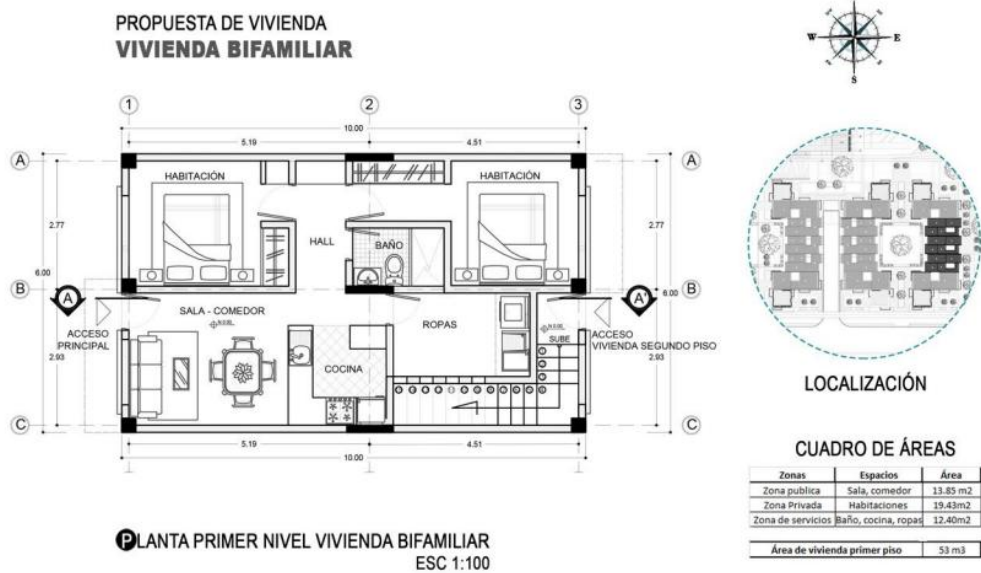 PROPUESTA DE VIVIENDA
VIVIENDA BIFAMILIAR
W E
S
1 2 3
10.00
5.19 4.51
A A
HABITACIÓN HABITACIÓN
2.77 2.77
HALL BAÑO
6.00 6.00
B B
A A'
SALA - COMEDOR
ROPAS
N 0.00 N 0.00
ACCESO
PRINCIPAL
ACCESO
VIVIENDA SEGUNDO PISO
SUBE
2.93 2.93
COCINA
C C
5.19 4.51
10.00
PLANTA PRIMER NIVEL VIVIENDA BIFAMILIAR
ESC 1:100
LOCALIZACIÓN
CUADRO DE ÁREAS
Zonas Espacios Área
Zona publica Sala, comedor 13.85 m2
Zona Privada Habitaciones 19.43m2
Zona de servicios Baño, cocina, ropas 12.40m2
Área de vivienda primer piso 53 m3